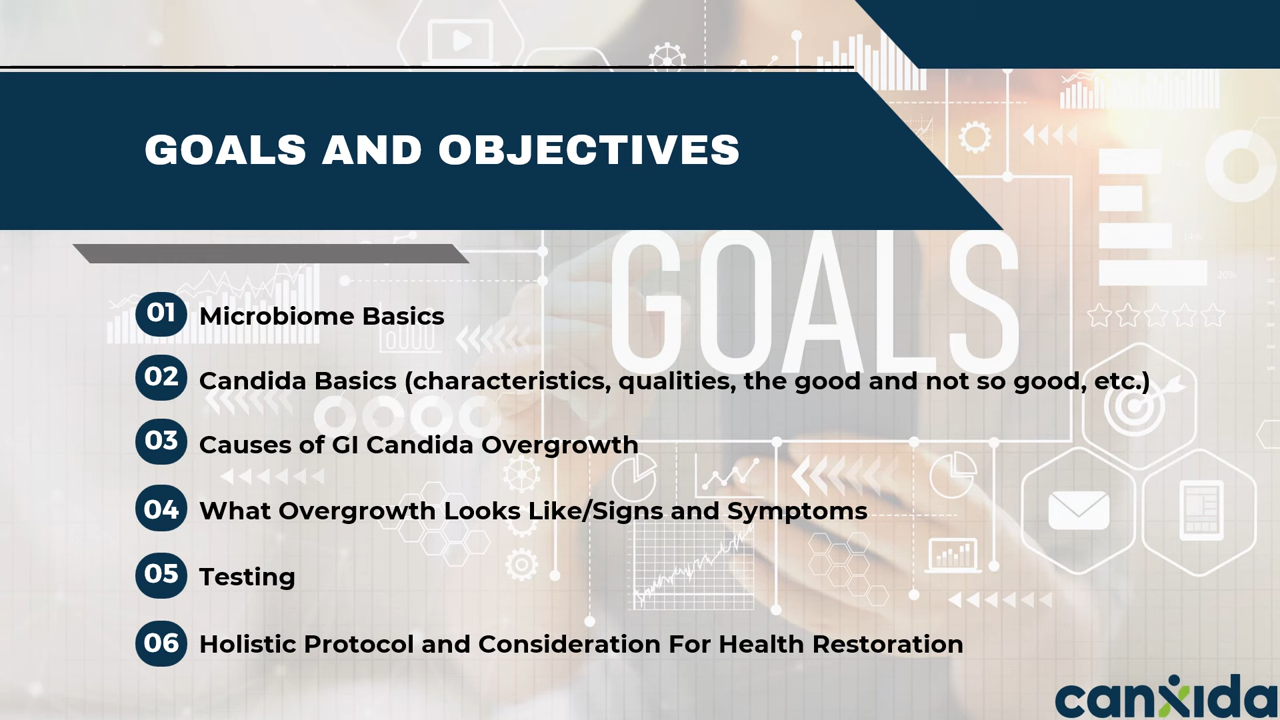 GOALS AND OBJECTIVES
GOALS
01 Microbiome Basics
02 Candida Basics (characteristics, qualities, the good and not so good, etc.)
03 Causes of GI Candida Overgrowth
04 What Overgrowth Looks Like/Signs and Symptoms
05 Testing
06 Holistic Protocol and Consideration For Health Restoration
20%
canxida